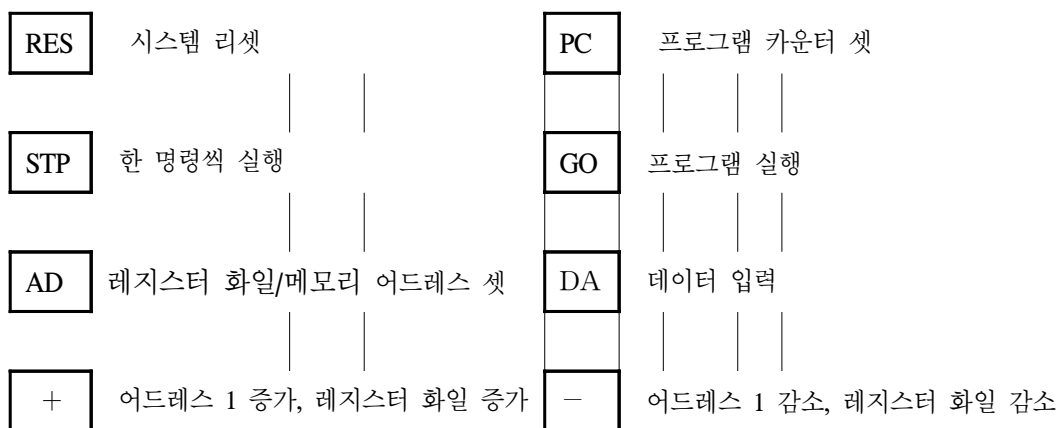 RES 시스템 리셋 PC 프로그램 카운터 셋
STP 한 명령씩 실행 GO 프로그램 실행
AD 레지스터 화일/메모리 어드레스 셋 DA 데이터 입력
+ 어드레스 1 증가, 레지스터 화일 증가 － 어드레스 1 감소, 레지스터 화일 감소